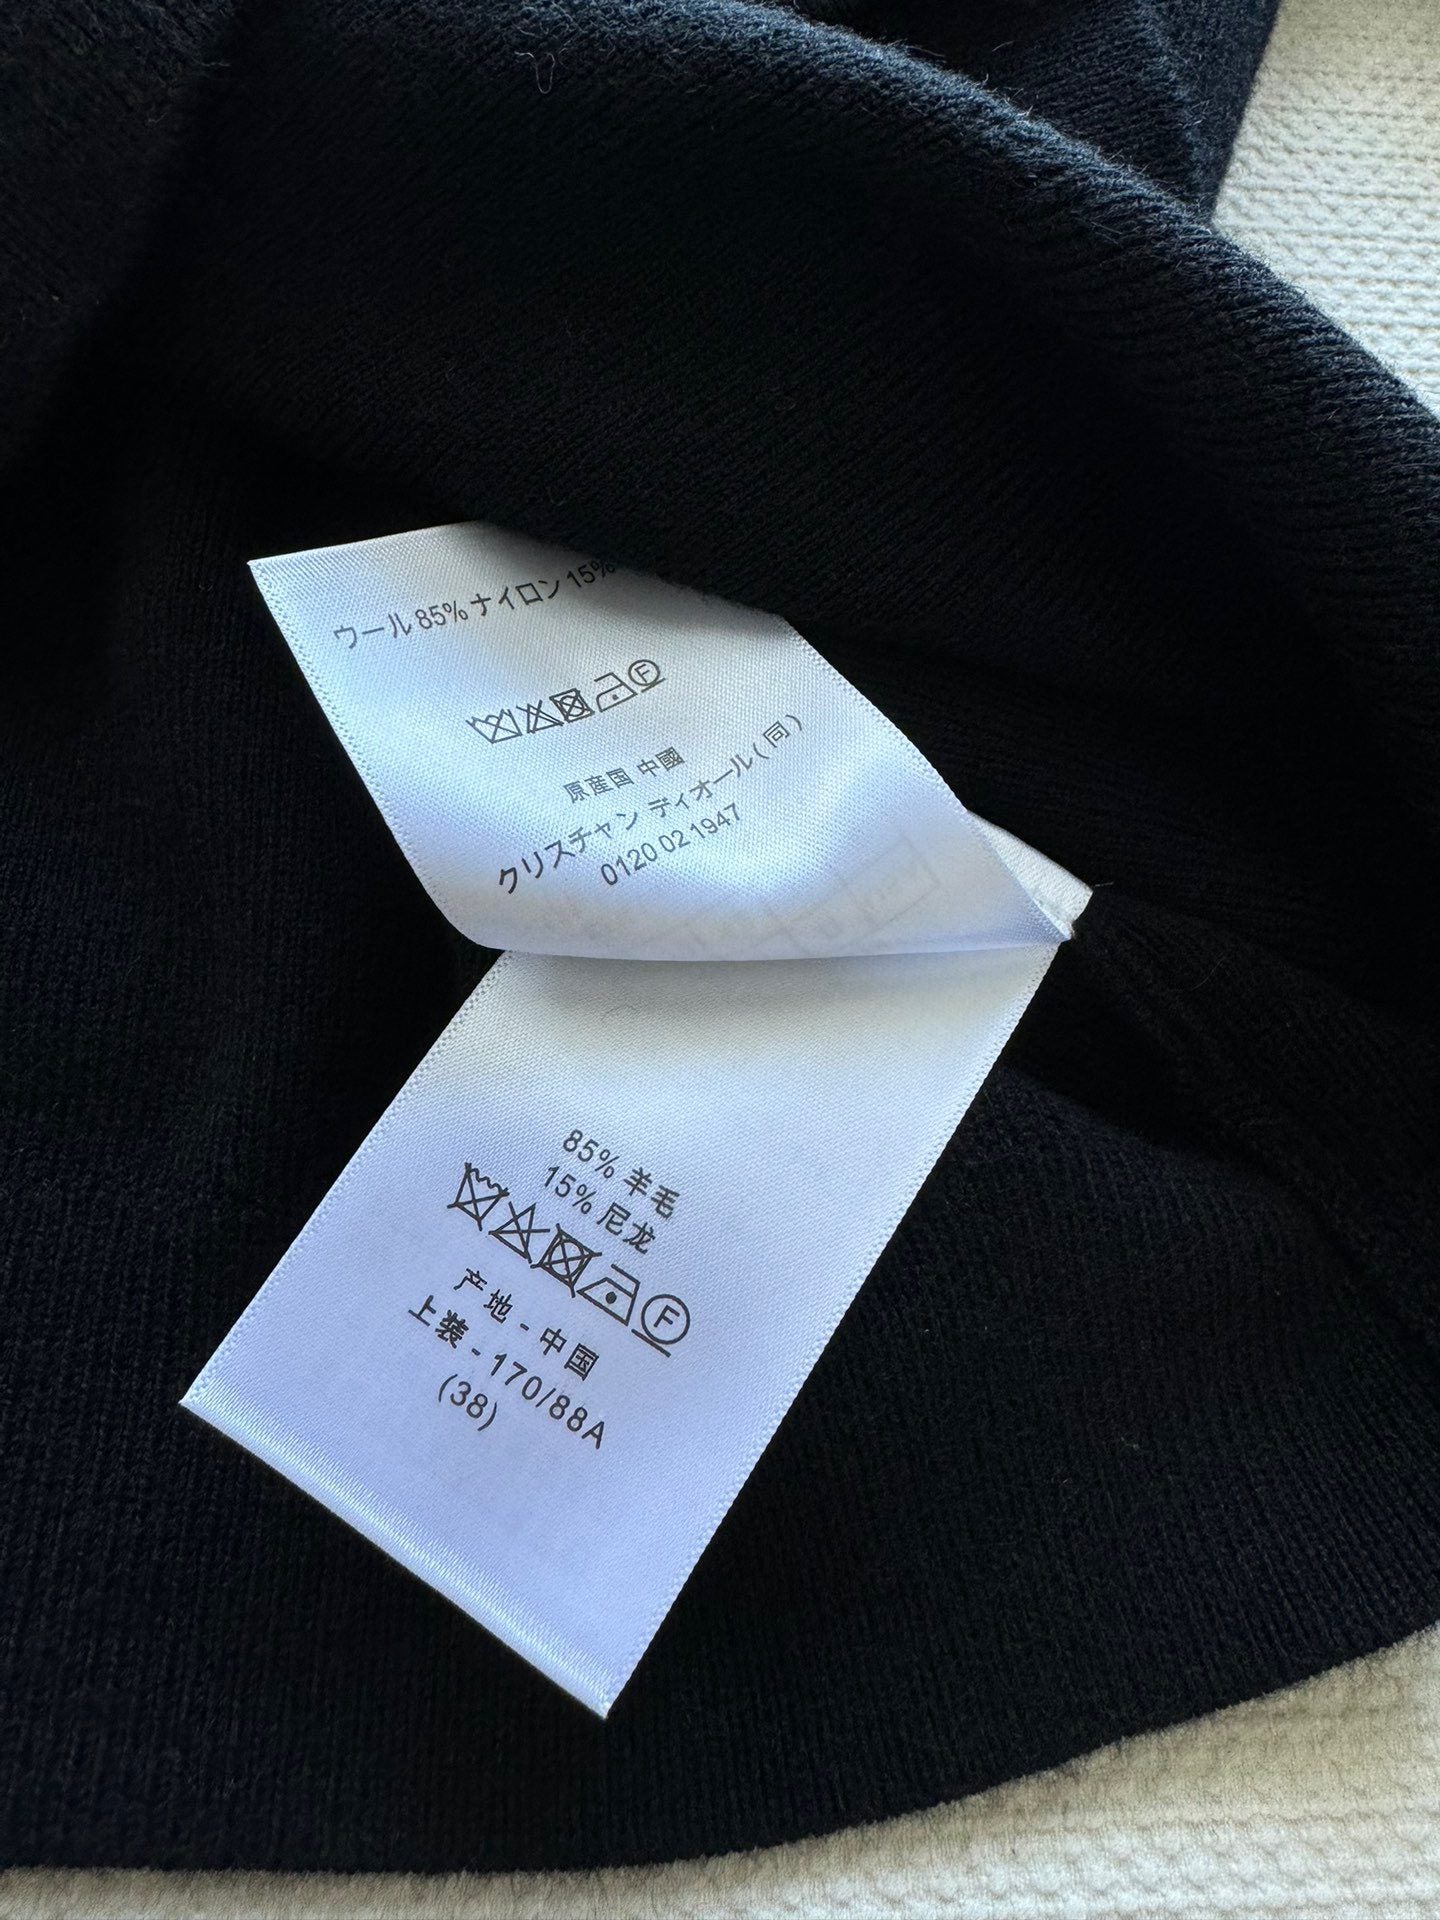 ウール 85% ナイロン 15%
F
原産国 中國
クリスチャン ディオール ( 同 )
0120 02 1947
85% 羊毛
15% 尼龙
F
产地 - 中国
上装 - 170/88A
(38)